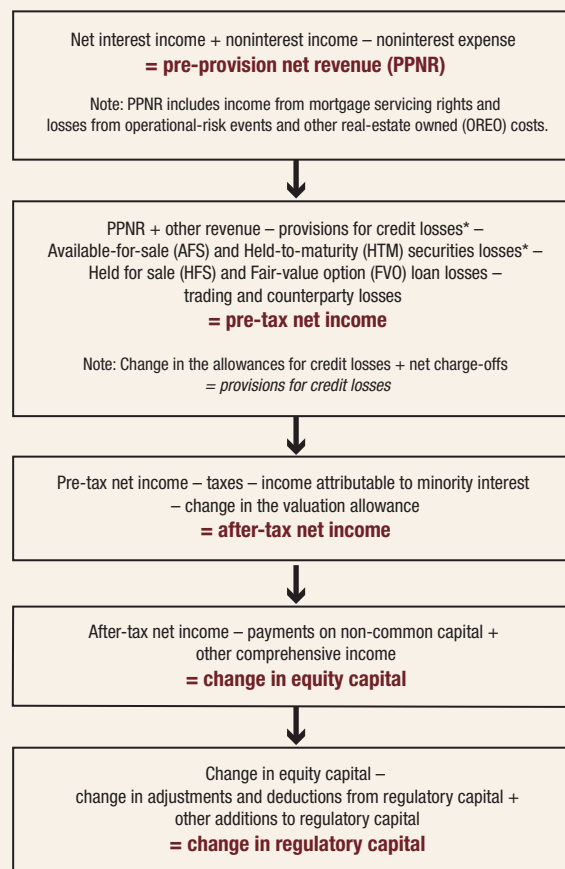 Net interest income + noninterest income – noninterest expense
= pre-provision net revenue (PPNR)
Note: PPNR includes income from mortgage servicing rights and
losses from operational-risk events and other real-estate owned (OREO) costs.
PPNR + other revenue – provisions for credit losses* –
Available-for-sale (AFS) and Held-to-maturity (HTM) securities losses* –
Held for sale (HFS) and Fair-value option (FVO) loan losses –
trading and counterparty losses
= pre-tax net income
Note: Change in the allowances for credit losses + net charge-offs
= provisions for credit losses
Pre-tax net income – taxes – income attributable to minority interest
– change in the valuation allowance
= after-tax net income
After-tax net income – payments on non-common capital +
other comprehensive income
= change in equity capital
Change in equity capital –
change in adjustments and deductions from regulatory capital +
other additions to regulatory capital
= change in regulatory capital